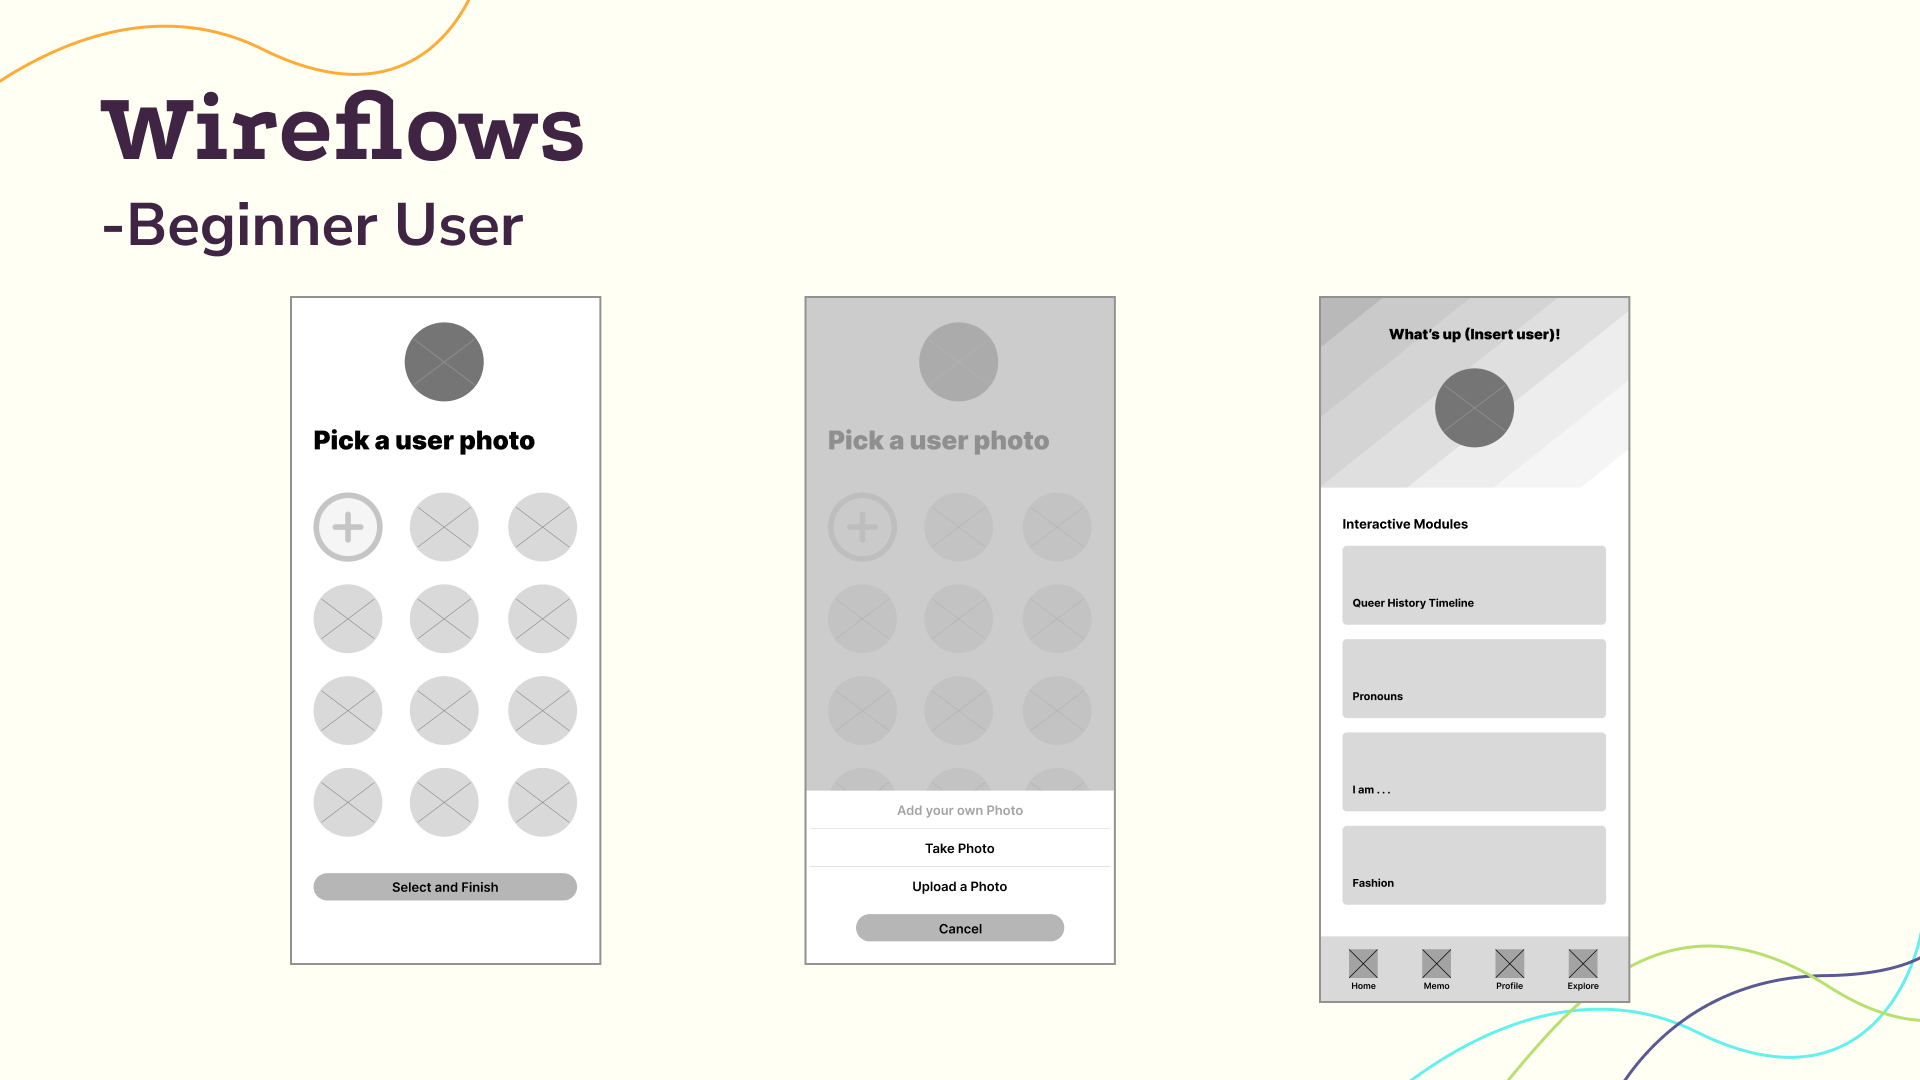 Wireflows
-Beginner User
Pick a user photo
Select and Finish
Pick a user photo
Add your own Photo
Take Photo
Upload a Photo
Cancel
What's up (Insert user)!
Interactive Modules
Queer History Timeline
Pronouns
I am . . .
Fashion
Home Memo Profile Explore